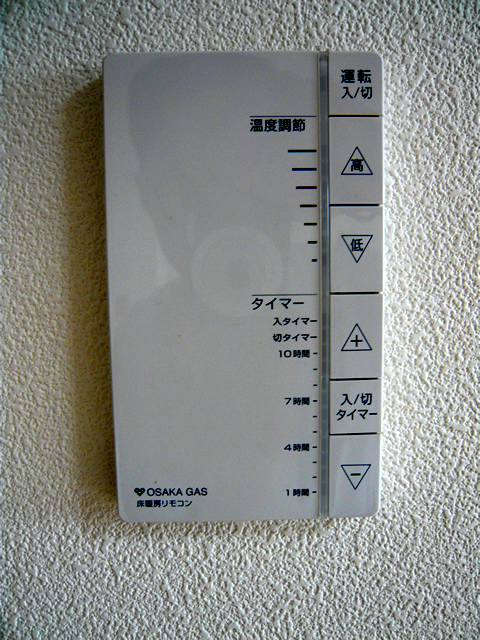 運転
入/切
温度調節
高
低
タイマー
入タイマー
切タイマー
10時間
+
7時間
入/切
タイマー
4時間
−
1時間
OSAKA GAS
床暖房リモコン